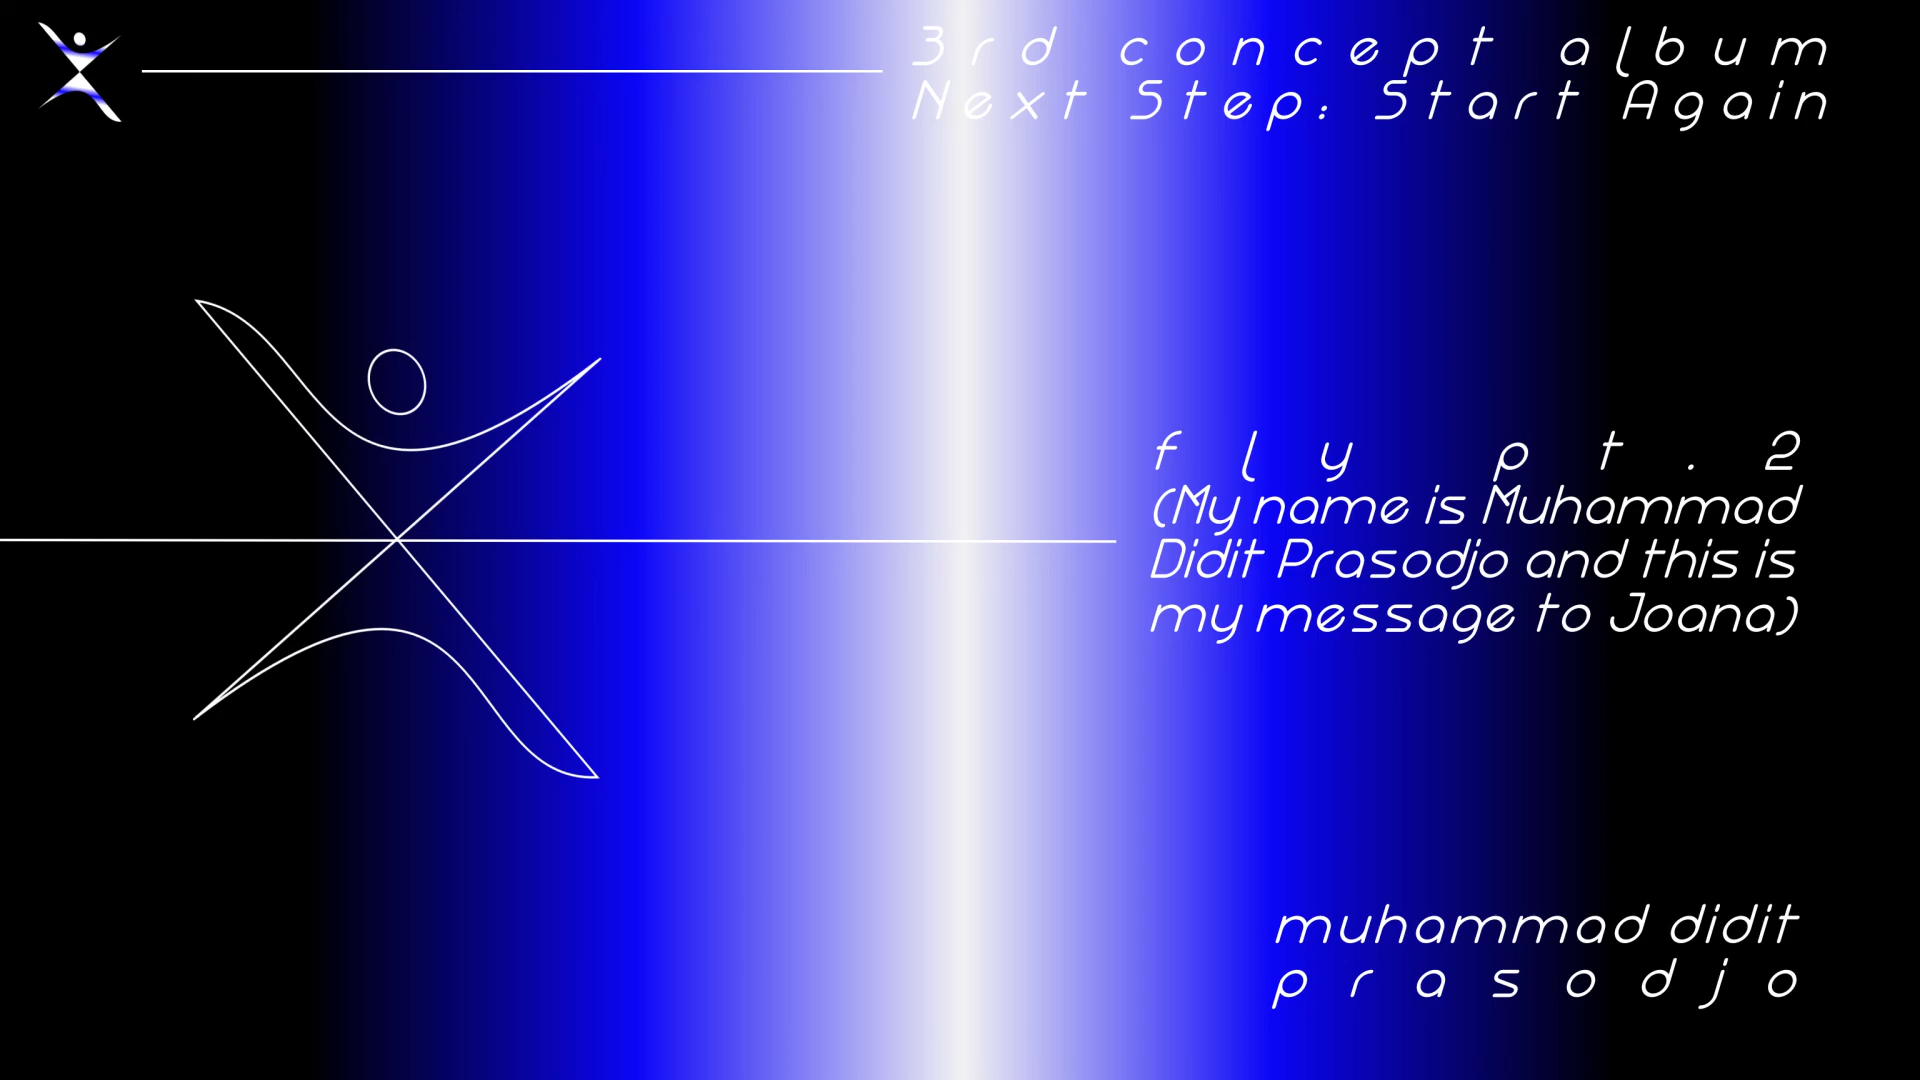 3rd concept album
Next Step: Start Again
fly pt.2
(My name is Muhammad
Didit Prasodjo and this is
my message to Joana)
muhammad didit
prasodjo